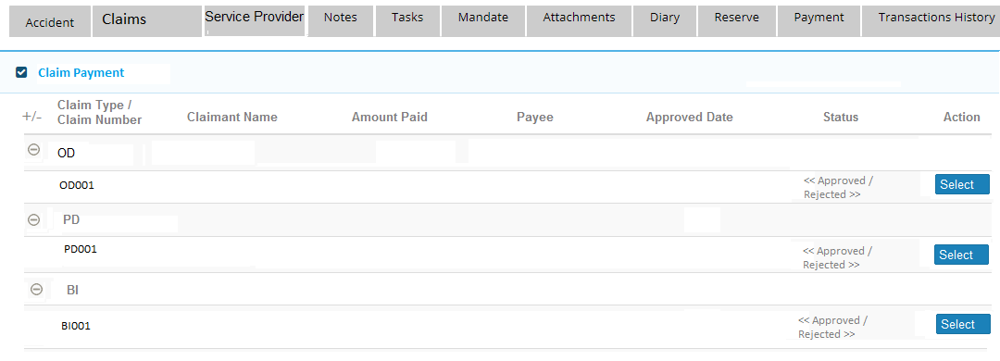 Accident Claims Service Provider Notes Tasks Mandate Attachments Diary Reserve Payment Transactions History
Claim Payment
+/- Claim Type / Claimant Name Amount Paid Payee Approved Date Status Action
Claim Number
OD
OD001 << Approved / Select
Rejected >>
PD
PD001 << Approved / Select
Rejected >>
BI
BI001 << Approved / Select
Rejected >>